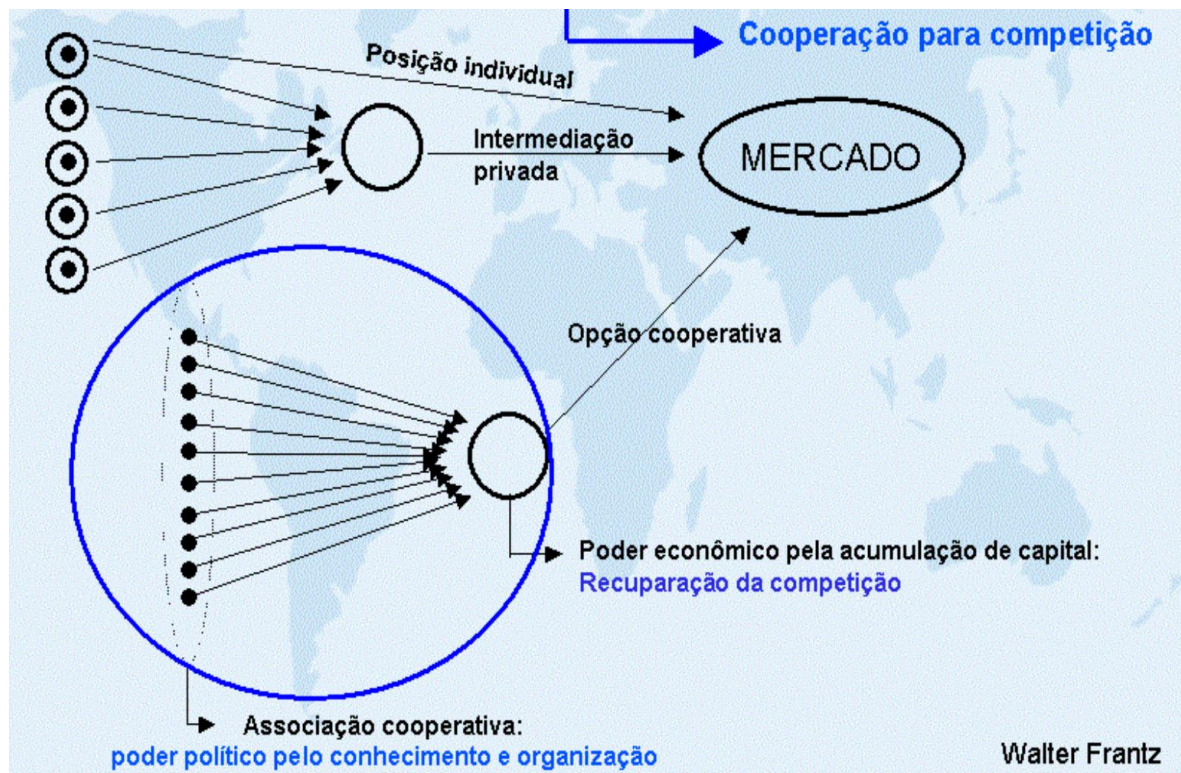 Cooperação para competição
Posição individual
Intermediação
privada
MERCADO
Opção cooperativa
Poder econômico pela acumulação de capital:
Recuparação da competição
Associação cooperativa:
poder político pelo conhecimento e organização
Walter Frantz